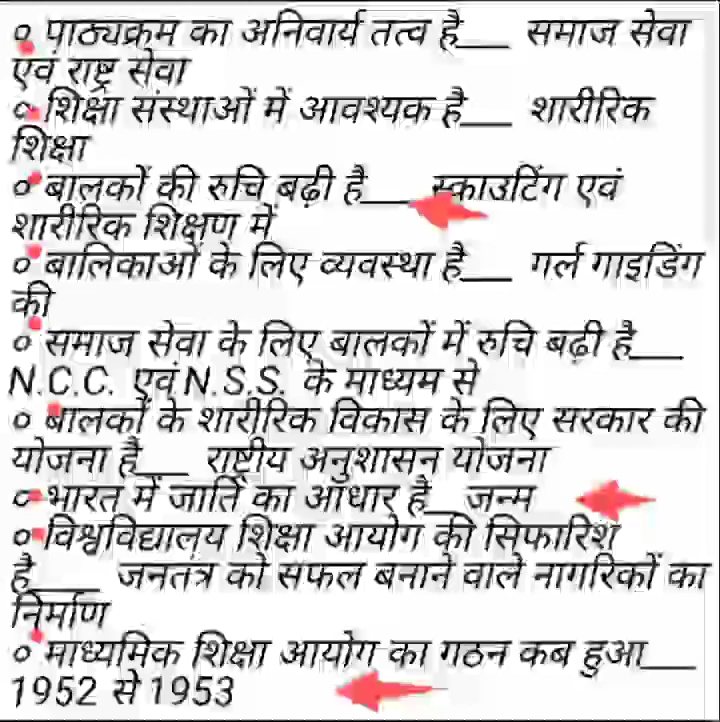 ० पाठ्यक्रम का अनिवार्य तत्व है___ समाज सेवा
एवं राष्ट्र सेवा
० शिक्षा संस्थाओं में आवश्यक है___ शारीरिक
शिक्षा
० बालकों की रुचि बढ़ी है___ स्काउटिंग एवं
शारीरिक शिक्षण में
० बालिकाओं के लिए व्यवस्था है___ गर्ल गाइडिंग
की
० समाज सेवा के लिए बालकों में रुचि बढ़ी है___
N.C.C. एवं N.S.S. के माध्यम से
० बालकों के शारीरिक विकास के लिए सरकार की
योजना है___ राष्ट्रीय अनुशासन योजना
० भारत में जाति का आधार है__ जन्म
० विश्वविद्यालय शिक्षा आयोग की सिफारिश
है____ जनतंत्र को सफल बनाने वाले नागरिकों का
निर्माण
० माध्यमिक शिक्षा आयोग का गठन कब हुआ___
1952 से 1953